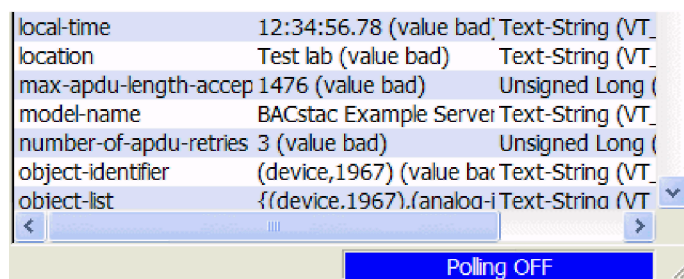 local-time 12:34:56.78 (value bad) Text-String (VT_
location Test lab (value bad) Text-String (VT_
max-apdu-length-accep 1476 (value bad) Unsigned Long (
model-name BACstac Example Server Text-String (VT_
number-of-apdu-retries 3 (value bad) Unsigned Long (
object-identifier (device,1967) (value bad Text-String (VT_
object-list {(device,1967),(analog-i Text-String (VT_
Polling OFF